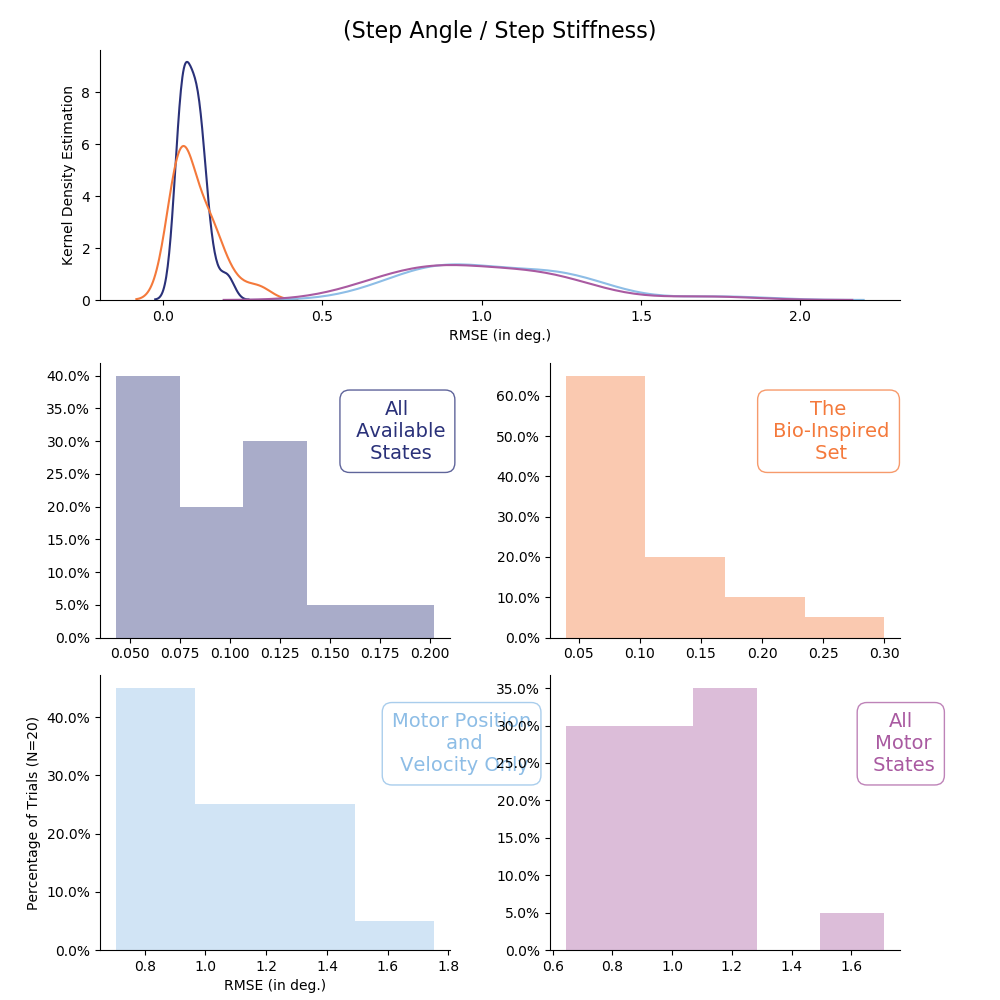 (Step Angle / Step Stiffness)
Kernel Density Estimation
8
6
4
2
0
0.0 0.5 1.0 1.5 2.0
RMSE (in deg.)
40.0%
35.0%
30.0%
25.0%
20.0%
15.0%
10.0%
5.0%
0.0%
0.050 0.075 0.100 0.125 0.150 0.175 0.200
All
Available
States
60.0%
50.0%
40.0%
30.0%
20.0%
10.0%
0.0%
0.05 0.10 0.15 0.20 0.25 0.30
The
Bio-Inspired
Set
Percentage of Trials (N=20)
40.0%
30.0%
20.0%
10.0%
0.0%
0.8 1.0 1.2 1.4 1.6 1.8
RMSE (in deg.)
Motor Position
and
Velocity Only
35.0%
30.0%
25.0%
20.0%
15.0%
10.0%
5.0%
0.0%
0.6 0.8 1.0 1.2 1.4 1.6
All
Motor
States